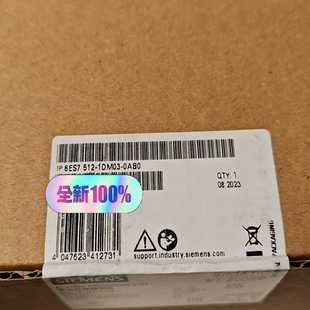 1P 6ES7 512-1DM03-0AB0
全新100%
QTY. 1
08.2023
support.industry.siemens.com
PACKAGING
4 047623 412731
SIEMENS